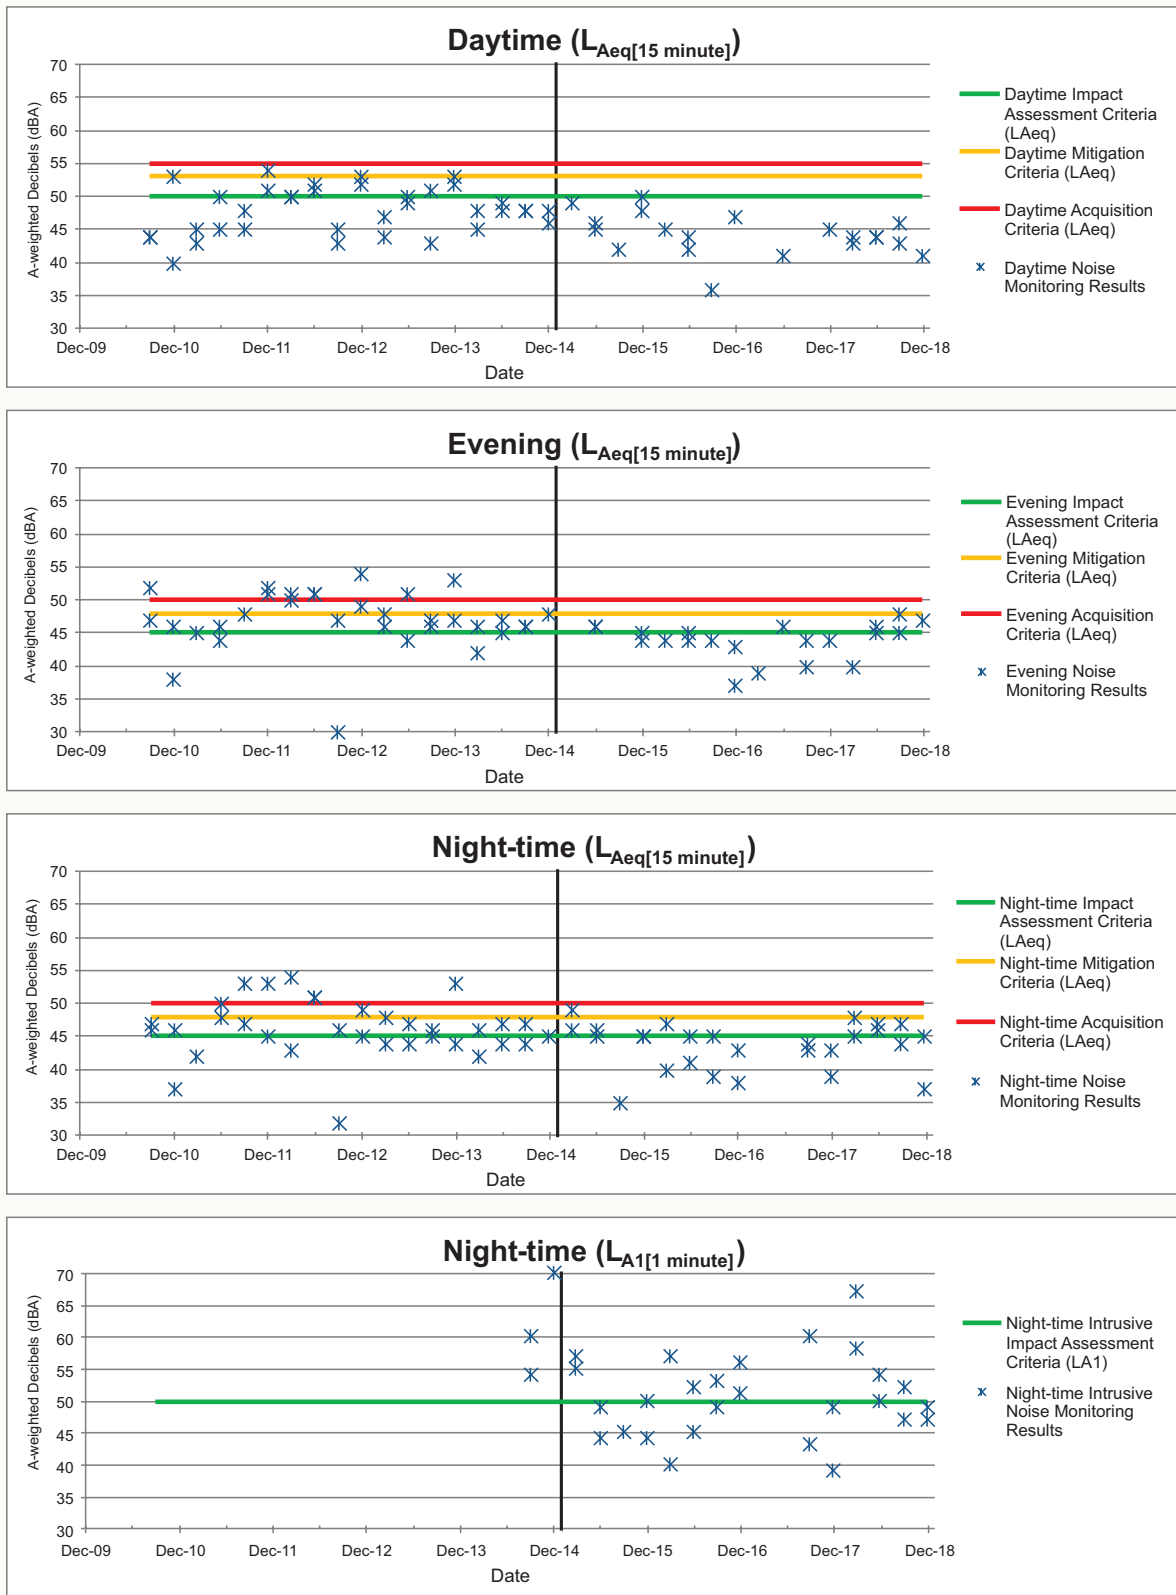 Daytime (LAeq[15 minute])
A-weighted Decibels (dBA)
70
65
60
55
50
45
40
35
30
Dec-09
Dec-10
Dec-11
Dec-12
Dec-13
Dec-14
Dec-15
Dec-16
Dec-17
Dec-18
Date
Daytime Impact
Assessment Criteria
(LAeq)
Daytime Mitigation
Criteria (LAeq)
Daytime Acquisition
Criteria (LAeq)
Daytime Noise
Monitoring Results
Evening (LAeq[15 minute])
A-weighted Decibels (dBA)
70
65
60
55
50
45
40
35
30
Dec-09
Dec-10
Dec-11
Dec-12
Dec-13
Dec-14
Dec-15
Dec-16
Dec-17
Dec-18
Date
Evening Impact
Assessment Criteria
(LAeq)
Evening Mitigation
Criteria (LAeq)
Evening Acquisition
Criteria (LAeq)
Evening Noise
Monitoring Results
Night-time (LAeq[15 minute])
A-weighted Decibels (dBA)
70
65
60
55
50
45
40
35
30
Dec-09
Dec-10
Dec-11
Dec-12
Dec-13
Dec-14
Dec-15
Dec-16
Dec-17
Dec-18
Date
Night-time Impact
Assessment Criteria
(LAeq)
Night-time Mitigation
Criteria (LAeq)
Night-time Acquisition
Criteria (LAeq)
Night-time Noise
Monitoring Results
Night-time (LA1[1 minute])
A-weighted Decibels (dBA)
70
65
60
55
50
45
40
35
30
Dec-09
Dec-10
Dec-11
Dec-12
Dec-13
Dec-14
Dec-15
Dec-16
Dec-17
Dec-18
Date
Night-time Intrusive
Impact Assessment
Criteria (LA1)
Night-time Intrusive
Noise Monitoring
Results